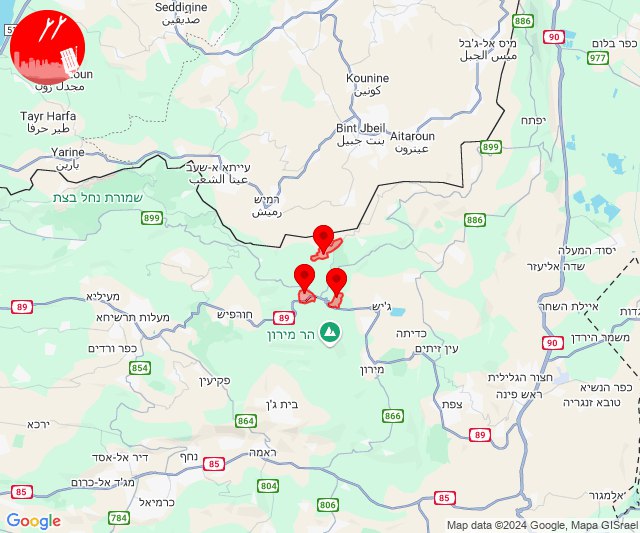 Seddigine
صديقين
886
90
מיס אל-ג'בל
ميس الجبل
כפר בלום
977
Kounine
כונין
كونين
مجدل زون
Tayr Harfa
طير حرفا
Bint Jbeil
بنت جبيل
Aitaroun
عيترون
יפתח
899
Yarine
يارين
עייתא א-שעב
عيتا الشعب
רמיש
رميش
שמורת נחל בצת
899
886
יסוד המעלה
שדה אליעזר
89
מעיליא
מעלות תרשיחא
חורפיש
89
ג'יש
איילת השחר
הר מירון
כדיתה
90
משמר הירדן
כפר ורדים
854
עין זיתים
מירון
פקיעין
חצור הגלילית
ראש פינה
כפר הנשיא
טובא זנגריה
בית ג'ן
צפת
866
864
89
ירכא
דיר אל-אסד
נחף
ראמה
85
מג'ד אל-כרום
85
804
806
85
כרמיאל
784
אלמגור
Google
Map data ©2024 Google, Mapa GISrael